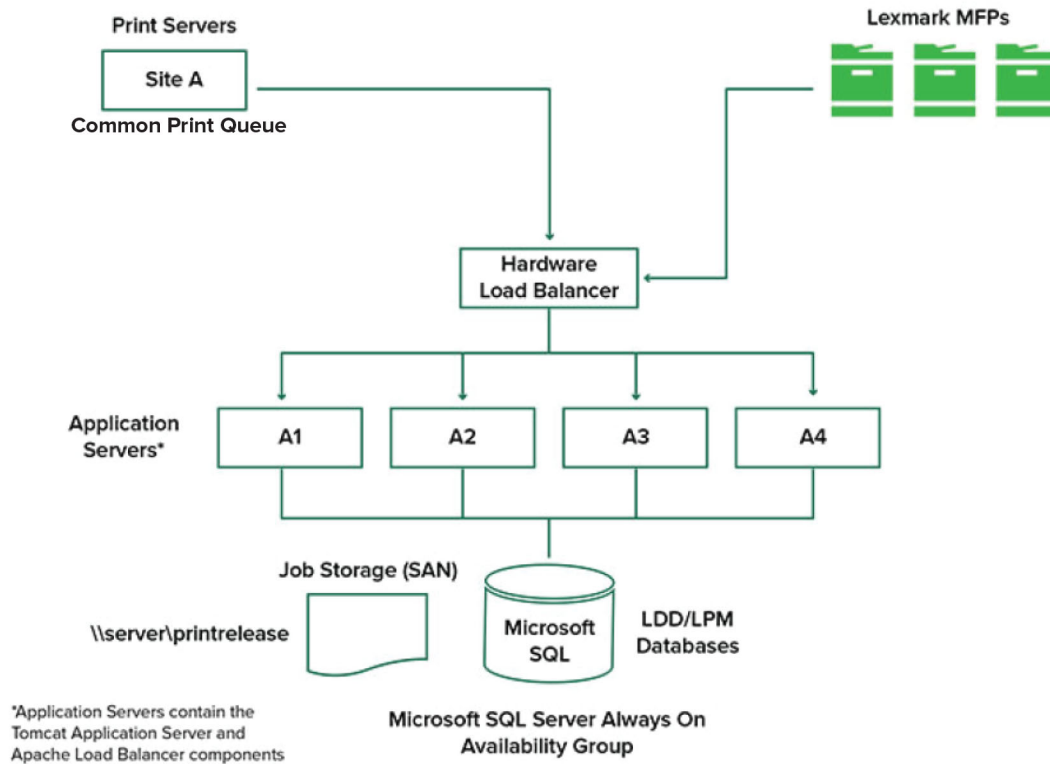 Print Servers
Site A
Common Print Queue
Lexmark MFPs
Hardware
Load Balancer
Application
Servers*
A1
A2
A3
A4
Job Storage (SAN)
\\server\printrelease
Microsoft
SQL
LDD/LPM
Databases
Microsoft SQL Server Always On
Availability Group
*Application Servers contain the
Tomcat Application Server and
Apache Load Balancer components